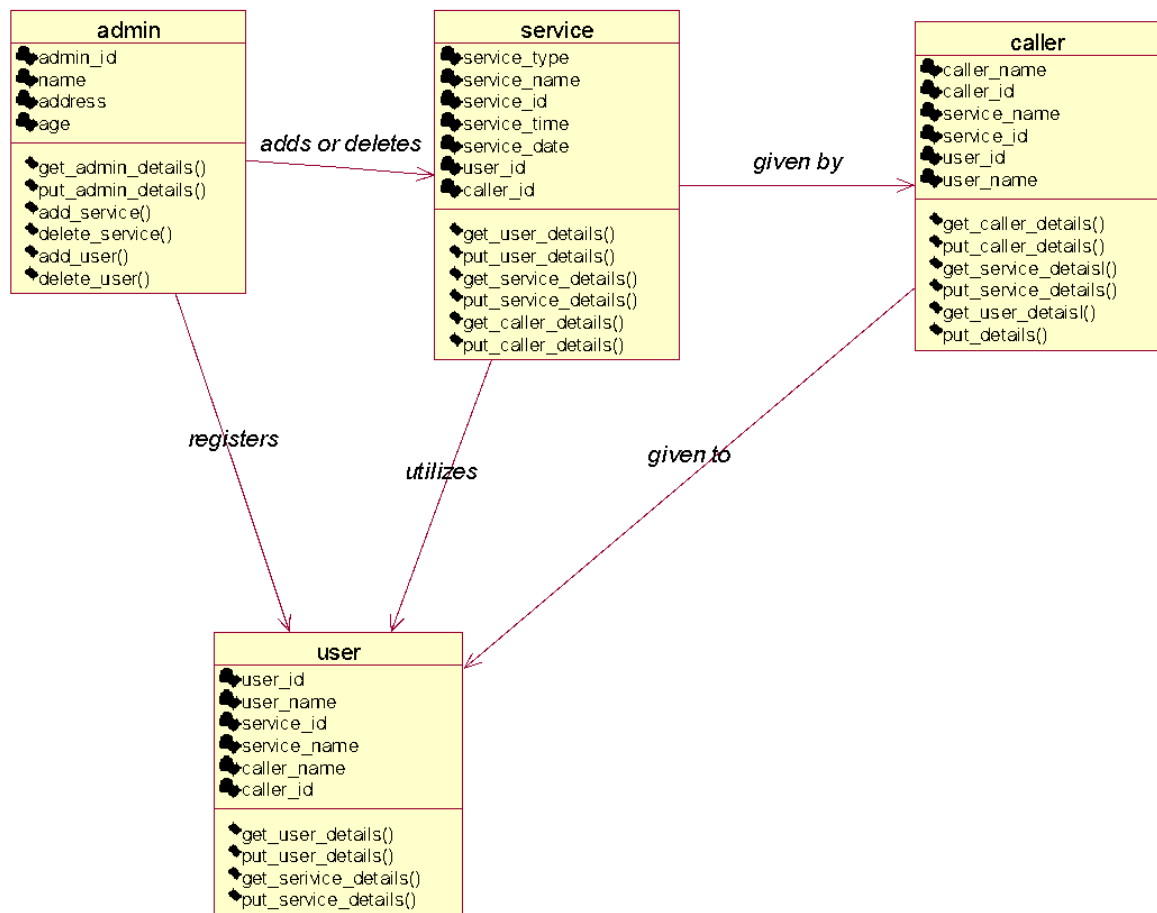 admin
admin_id
name
address
age
get_admin_details()
put_admin_details()
add_service()
delete_service()
add_user()
delete_user()
adds or deletes
service
service_type
service_name
service_id
service_time
service_date
user_id
caller_id
get_user_details()
put_user_details()
get_service_details()
put_service_details()
get_caller_details()
put_caller_details()
given by
caller
caller_name
caller_id
service_name
service_id
user_id
user_name
get_caller_details()
put_caller_details()
get_service_detaisl()
put_service_details()
get_user_detaisl()
put_details()
registers
utilizes
given to
user
user_id
user_name
service_id
service_name
caller_name
caller_id
get_user_details()
put_user_details()
get_serivice_details()
put_service_details()